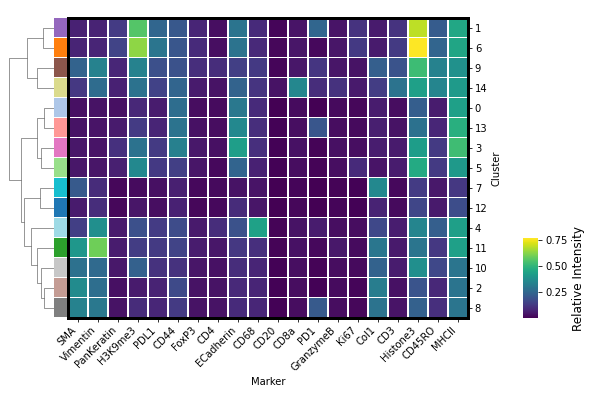 1
6
9
14
0
13
3
5
7
12
4
11
10
2
8
Cluster
SMA
Vimentin
PanKeratin
H3K9me3
PDL1
CD44
FoxP3
CD4
ECadherin
CD68
CD20
CD8a
PD1
GranzymeB
Ki67
Col1
CD3
Histone3
CD45RO
MHCII
Marker
0.75
0.50
0.25
Relative Intensity